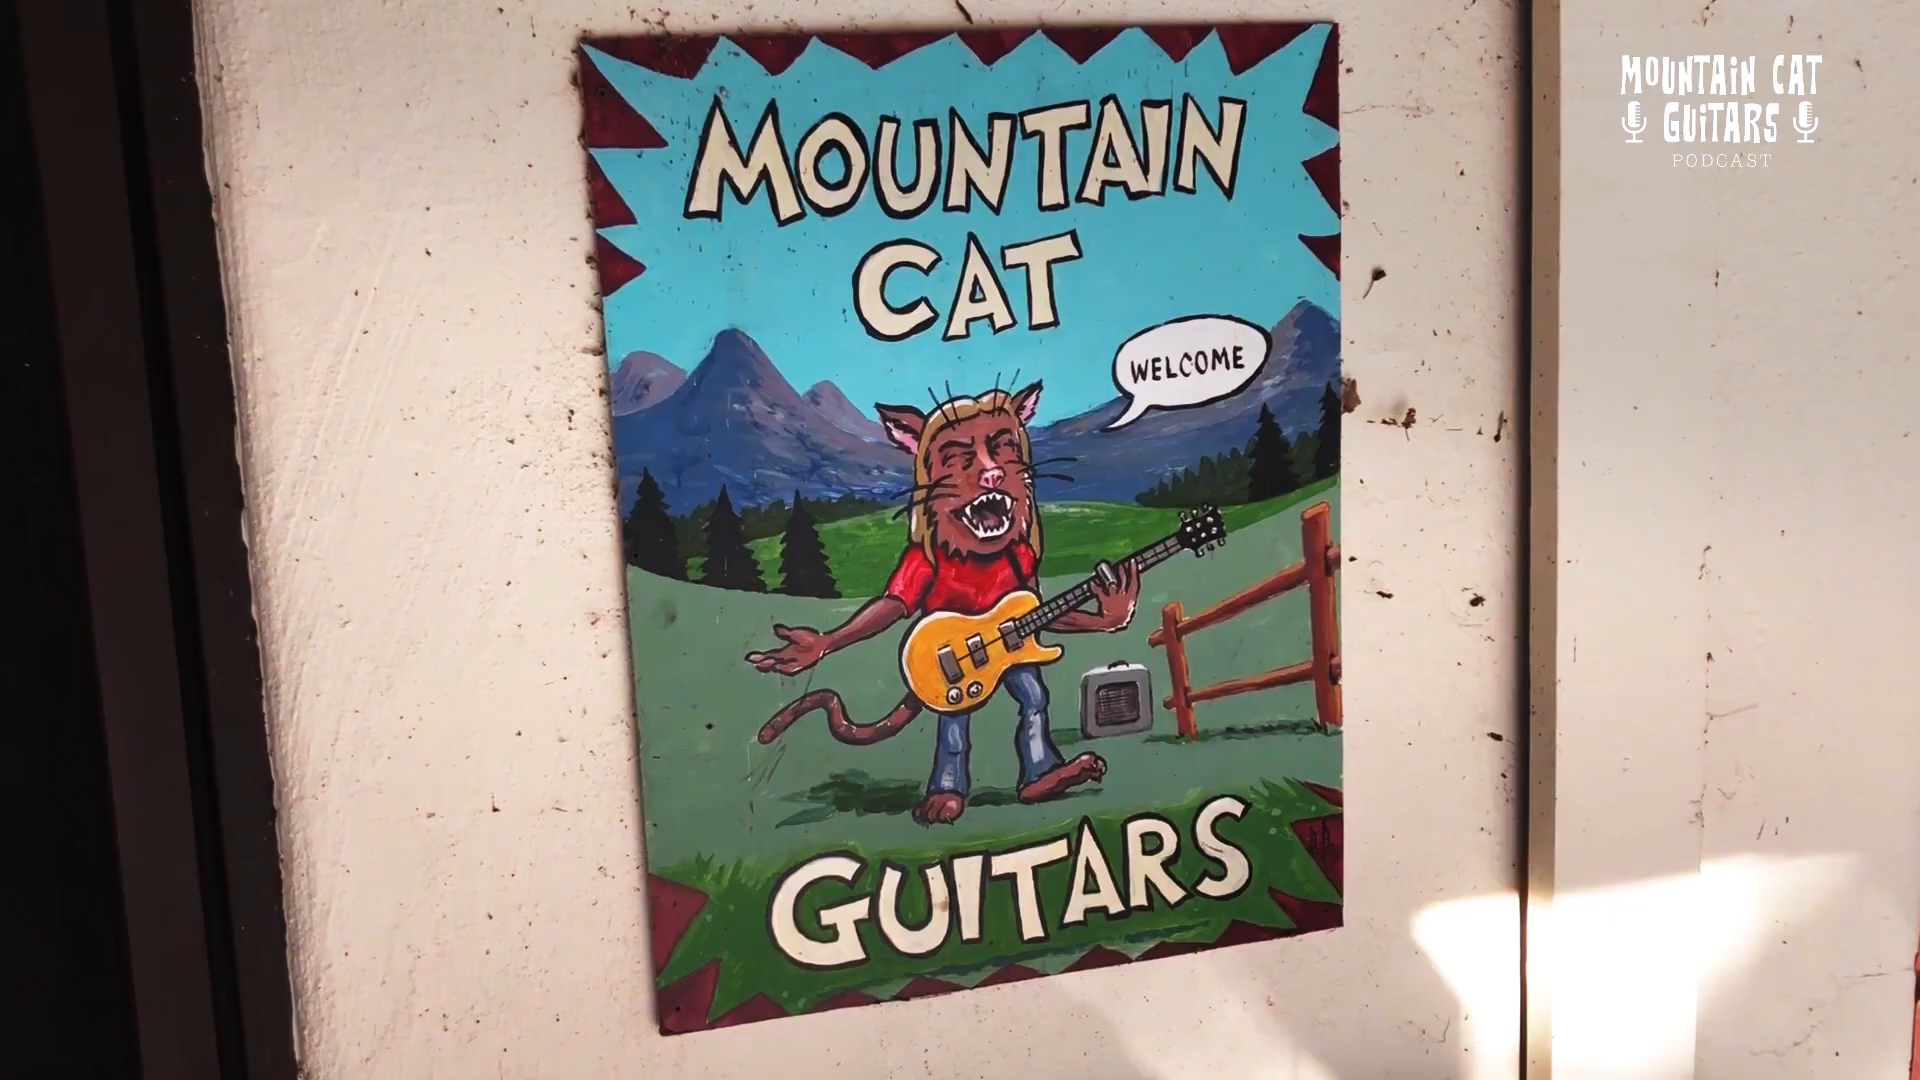 MOUNTAIN
CAT
WELCOME
GUITARS
MOUNTAIN CAT
GUITARS
PODCAST